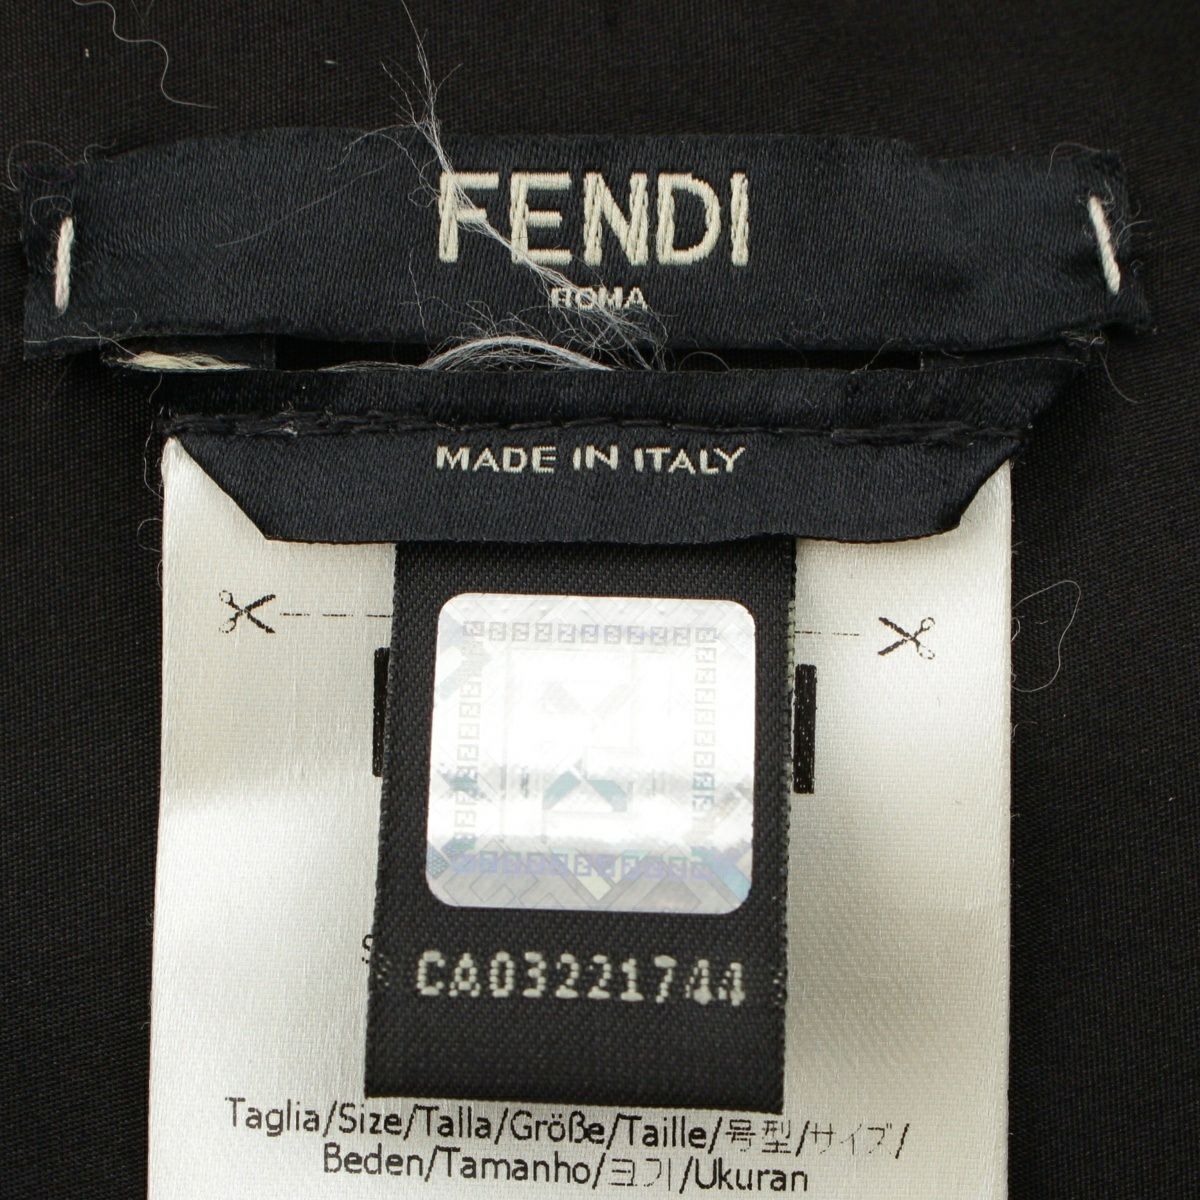 FENDI
ROMA
MADE IN ITALY
CA03221744
Taglia/Size/Talla/Größe/Taille/号型/サイズ/
Beden/Tamanho/크기/Ukuran